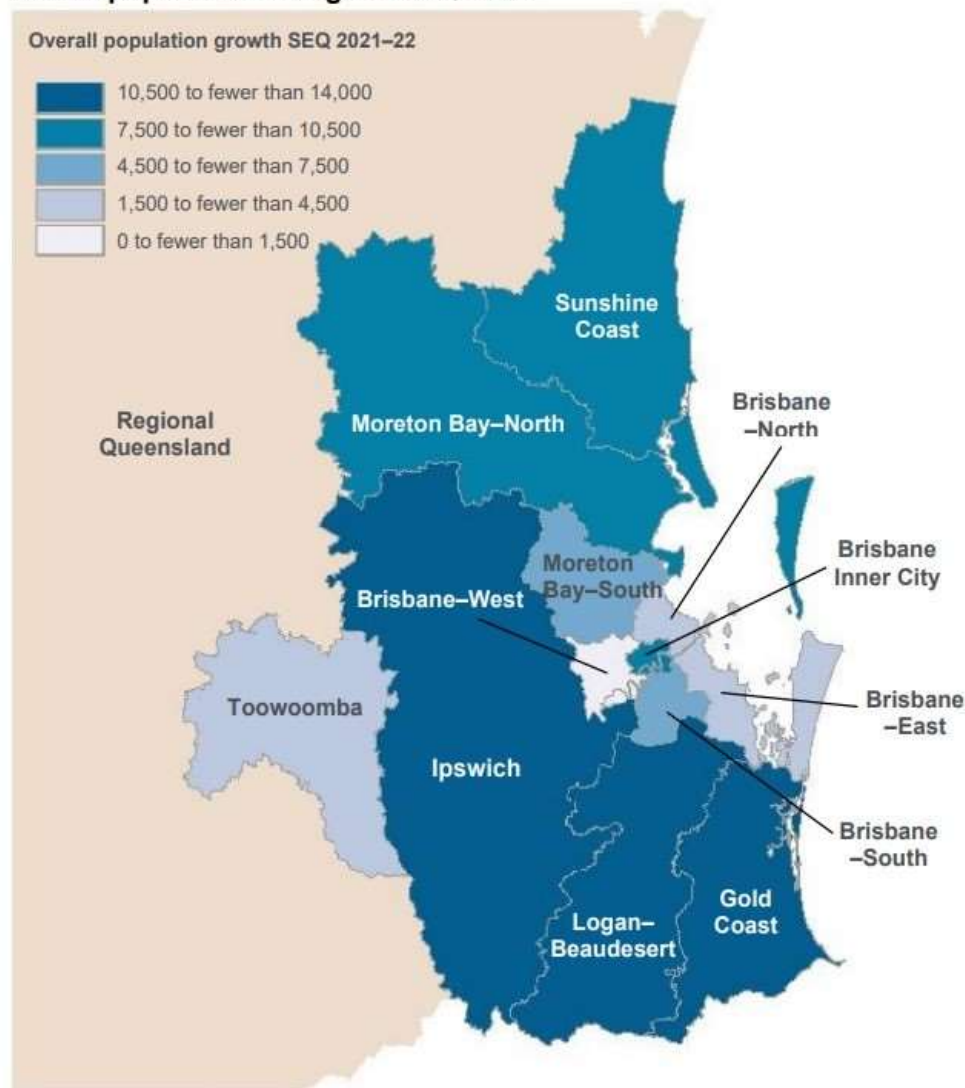 Overall population growth SEQ 2021–22
10,500 to fewer than 14,000
7,500 to fewer than 10,500
4,500 to fewer than 7,500
1,500 to fewer than 4,500
0 to fewer than 1,500
Sunshine
Coast
Brisbane
–North
Moreton Bay–North
Regional
Queensland
Brisbane
Inner City
Moreton
Bay–South
Brisbane–West
Toowoomba
Brisbane
–East
Ipswich
Brisbane
–South
Gold
Coast
Logan–
Beaudesert